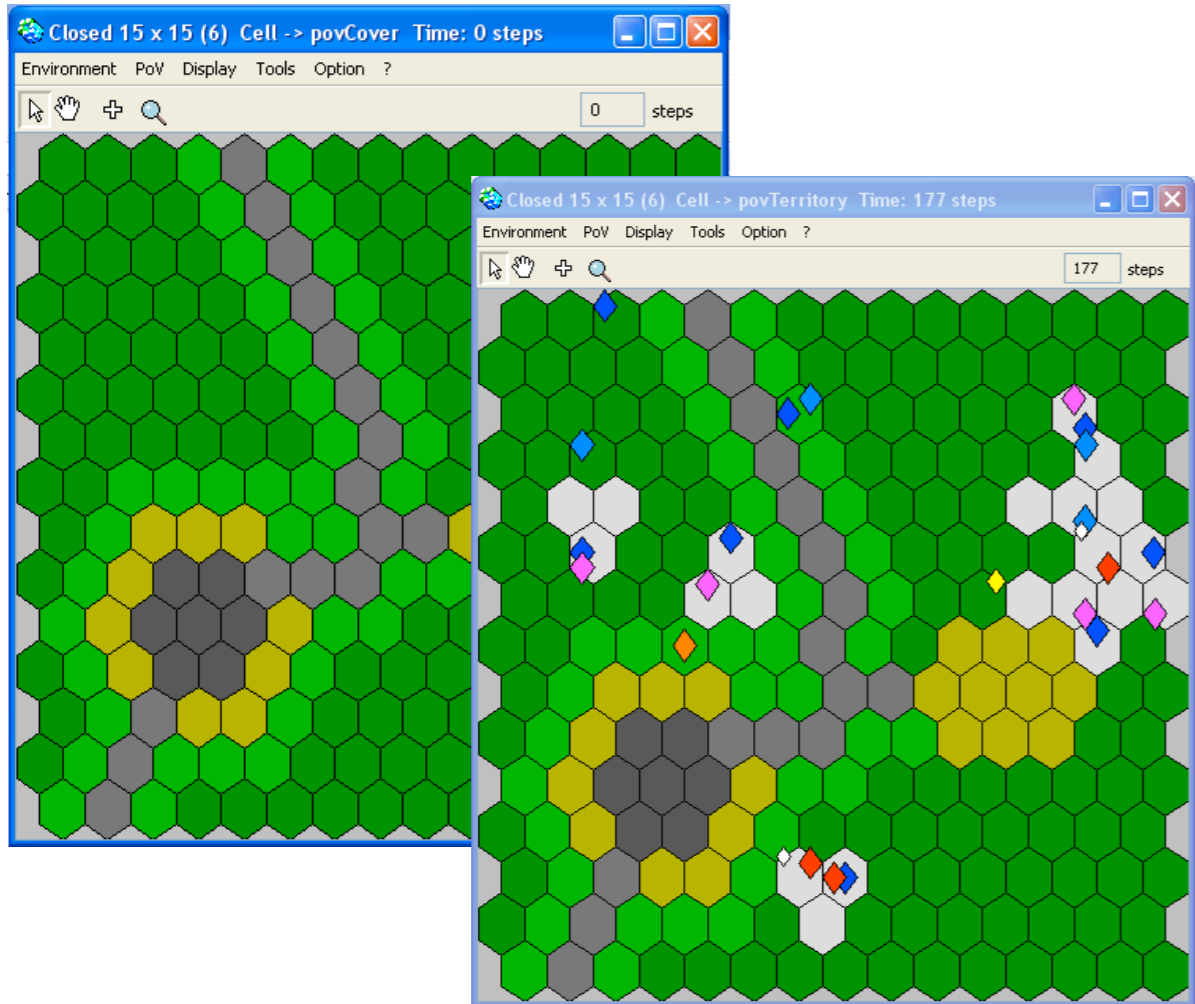 Closed 15 x 15 (6)  Cell -> povCover  Time: 0 steps
Environment PoV Display Tools Option ?
0 steps
Closed 15 x 15 (6)  Cell -> povTerritory  Time: 177 steps
Environment PoV Display Tools Option ?
177 steps